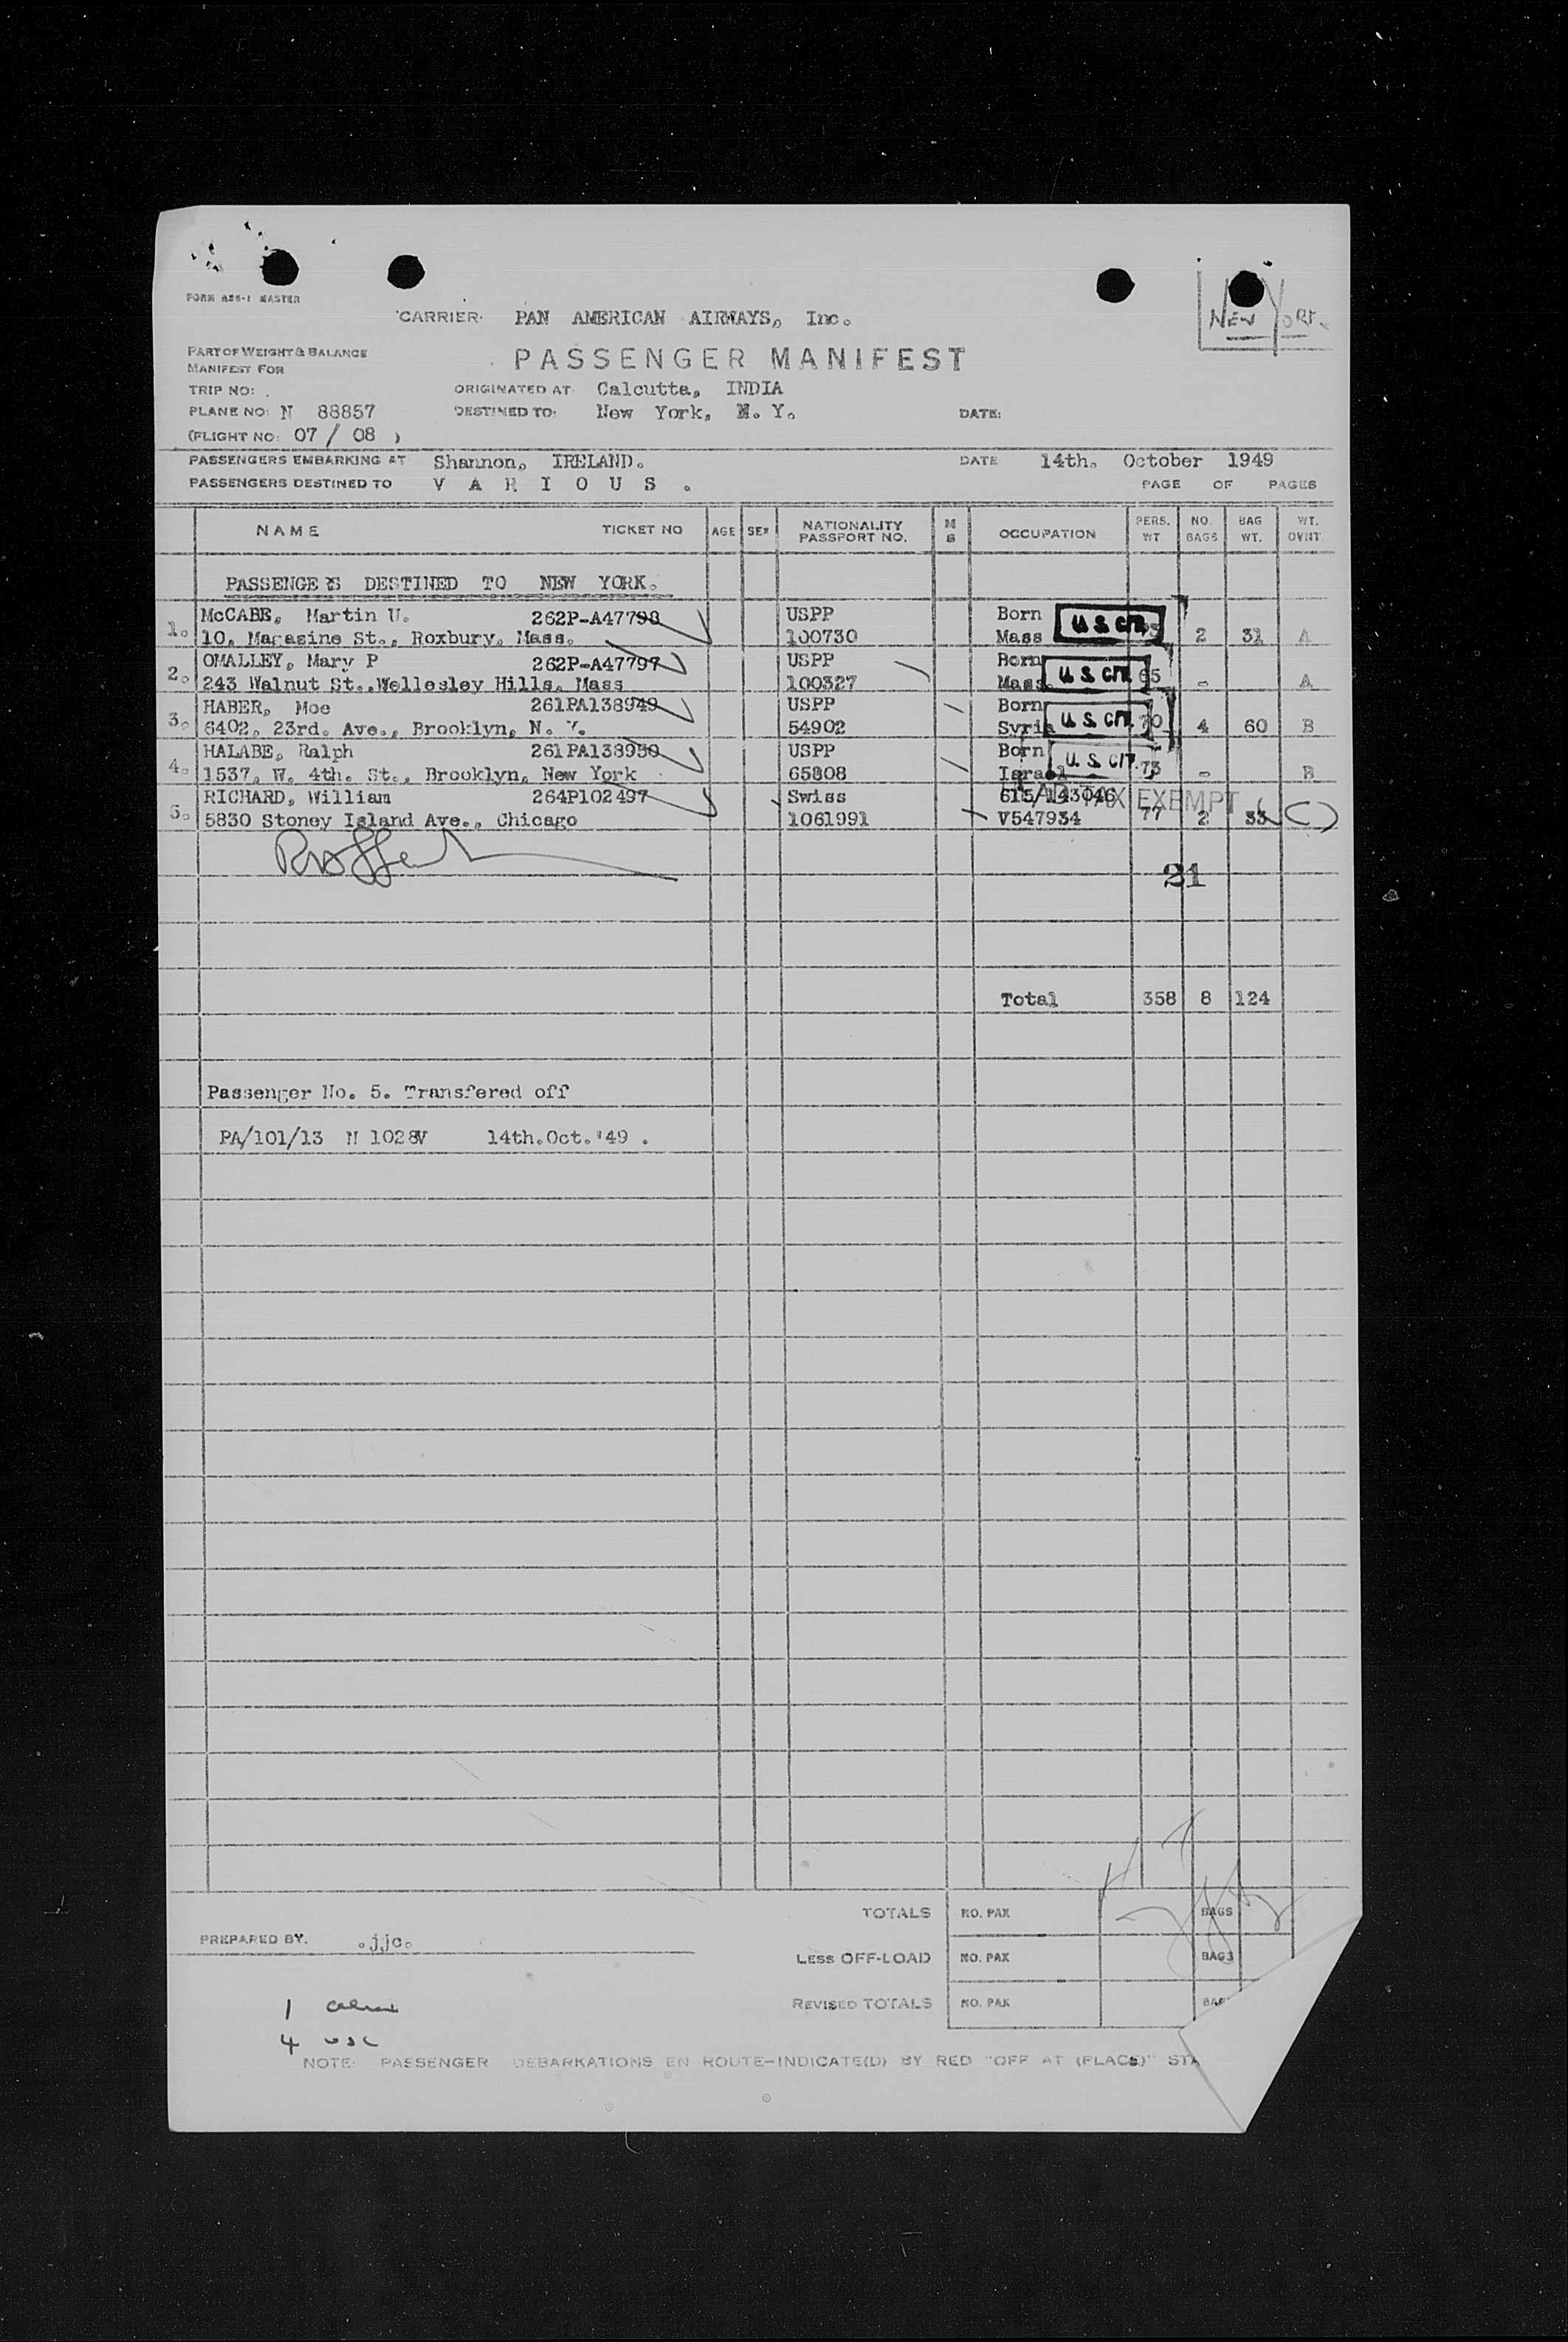 FORM ASS-1 MASTER
NEW YORK.
CARRIER PAN AMERICAN AIRWAYS, Inc.
PART OF WEIGHT & BALANCE
MANIFEST FOR
PASSENGER MANIFEST
TRIP NO: ORIGINATED AT Calcutta, INDIA
PLANE NO: N 88857 DESTINED TO: New York, N. Y. DATE:
(FLIGHT NO: 07 / 08 )
PASSENGERS EMBARKING AT Shannon, IRELAND. DATE 14th. October 1949
PASSENGERS DESTINED TO V A R I O U S . PAGE OF PAGES
NAME TICKET NO AGE SEX NATIONALITY PASSPORT NO. M S OCCUPATION PERS. WT NO. BAGS BAG WT. WT. OVHT
PASSENGERS DESTINED TO NEW YORK.
1. McCABE, Martin U. 262P-A47798 USPP Born U S CIT.
10, Magasine St., Roxbury, Mass. 100730 Mass 73 2 31 A
2. OMALLEY, Mary P 262P-A47797 USPP Born U S CIT.
243 Walnut St.,Wellesley Hills, Mass 100327 Mass. 65 - A
3. HABER, Moe 261PA138949 USPP Born U S CIT.
6402, 23rd. Ave., Brooklyn, N. Y. 54902 Syria 70 4 60 B
4. HALABE, Ralph 261PA138950 USPP Born U. S. CIT.
1537, W. 4th. St., Brooklyn, New York 65808 Israel 73 - B
5. RICHARD, William 264P102497 Swiss 615/143046 TAX EXEMPT
5830 Stoney Island Ave., Chicago 1061991 V547934 77 2 33 C
21
Total 358 8 124
Passenger No. 5. Transfered off
PA/101/13 N 1028V 14th.Oct.'49 .
TOTALS NO. PAX BAGS
PREPARED BY. .jjc.
LESS OFF-LOAD NO. PAX BAGS
REVISED TOTALS NO. PAX
1 alien
4 usc
NOTE: PASSENGER DEBARKATIONS EN ROUTE-INDICATE(D) BY RED "OFF AT (PLACE)"